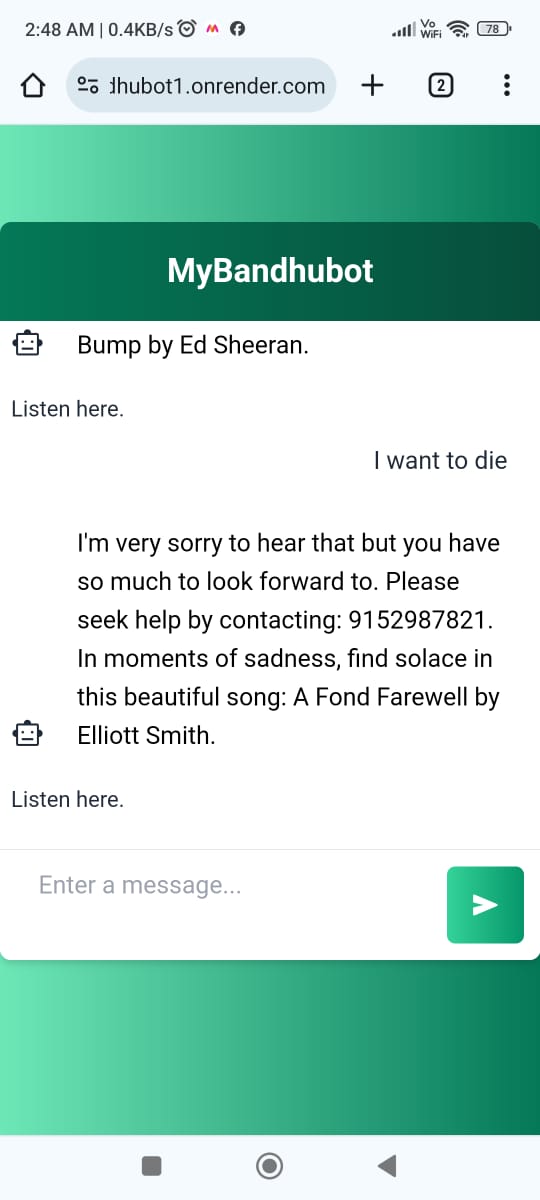 2:48 AM | 0.4KB/s
Vo
WiFi
78
dhubot1.onrender.com
2
MyBandhubot
Bump by Ed Sheeran.
Listen here.
I want to die
I'm very sorry to hear that but you have
so much to look forward to. Please
seek help by contacting: 9152987821.
In moments of sadness, find solace in
this beautiful song: A Fond Farewell by
Elliott Smith.
Listen here.
Enter a message...